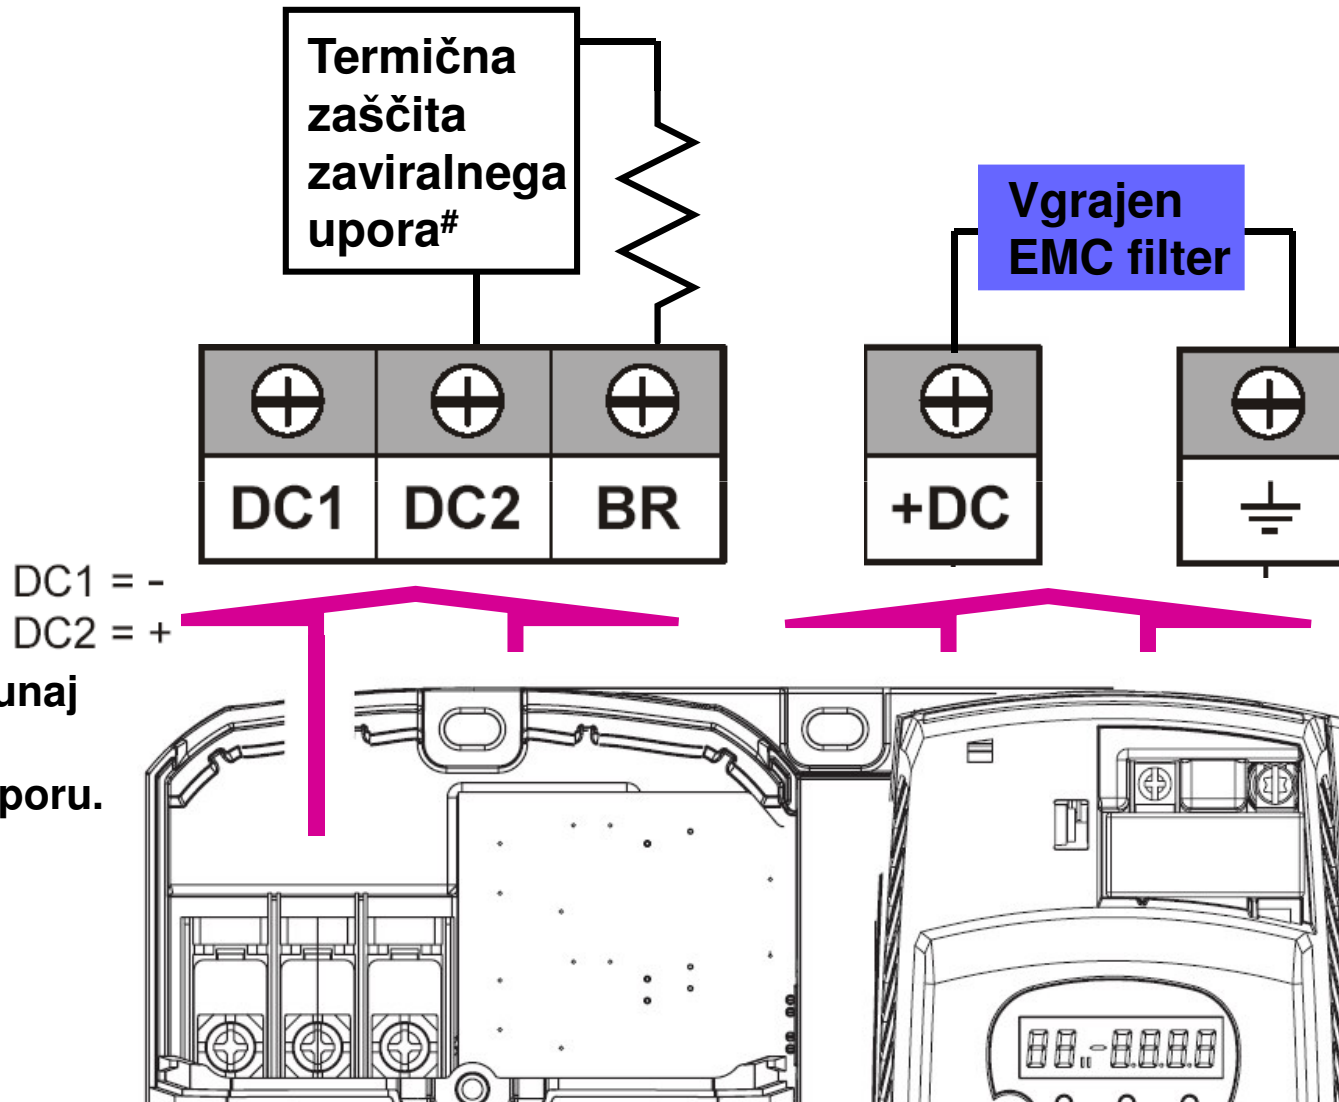 Termična
zaščita
zaviralnega
upora#
Vgrajen
EMC filter
DC1 DC2 BR
+DC
DC1 = -
DC2 = +
unaj
poru.